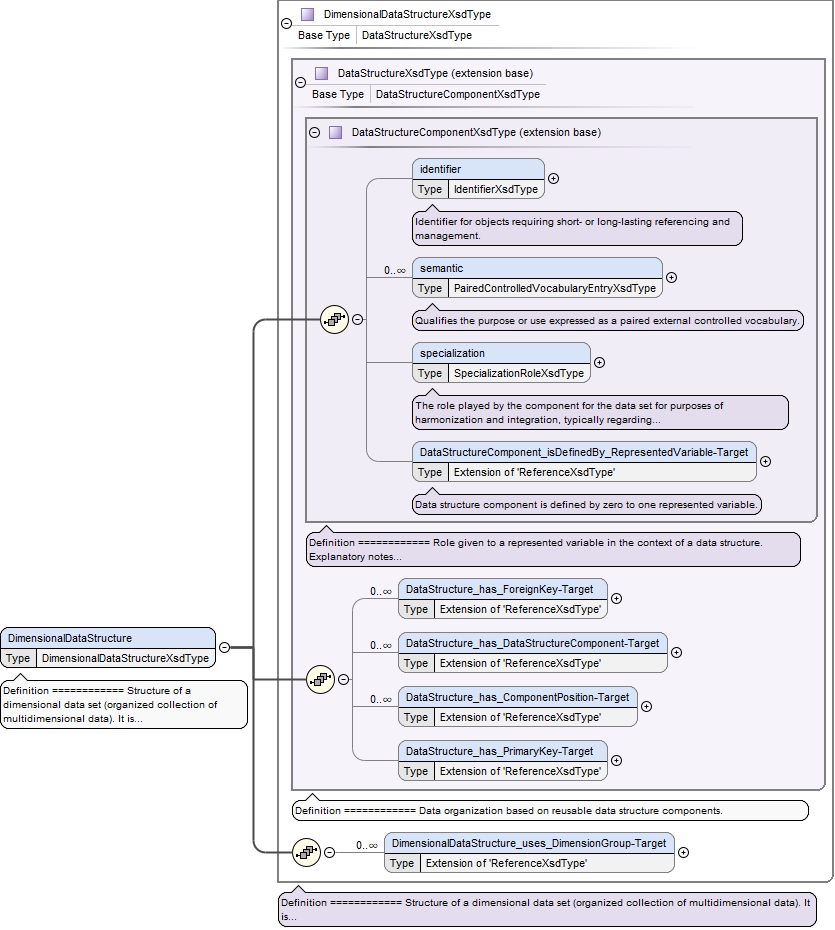 DimensionalDataStructureXsdType
Base Type DataStructureXsdType
DataStructureXsdType (extension base)
Base Type DataStructureComponentXsdType
DataStructureComponentXsdType (extension base)
identifier
Type IdentifierXsdType
Identifier for objects requiring short- or long-lasting referencing and
management.
0..∞
semantic
Type PairedControlledVocabularyEntryXsdType
Qualifies the purpose or use expressed as a paired external controlled vocabulary.
specialization
Type SpecializationRoleXsdType
The role played by the component for the data set for purposes of
harmonization and integration, typically regarding...
DataStructureComponent_isDefinedBy_RepresentedVariable-Target
Type Extension of 'ReferenceXsdType'
Data structure component is defined by zero to one represented variable.
Definition ============ Role given to a represented variable in the context of a data structure.
Explanatory notes...
0..∞
DataStructure_has_ForeignKey-Target
Type Extension of 'ReferenceXsdType'
0..∞
DataStructure_has_DataStructureComponent-Target
Type Extension of 'ReferenceXsdType'
0..∞
DataStructure_has_ComponentPosition-Target
Type Extension of 'ReferenceXsdType'
DataStructure_has_PrimaryKey-Target
Type Extension of 'ReferenceXsdType'
DimensionalDataStructure
Type DimensionalDataStructureXsdType
Definition ============ Structure of a
dimensional data set (organized collection of
multidimensional data). It is...
Definition ============ Data organization based on reusable data structure components.
0..∞
DimensionalDataStructure_uses_DimensionGroup-Target
Type Extension of 'ReferenceXsdType'
Definition ============ Structure of a dimensional data set (organized collection of multidimensional data). It
is...